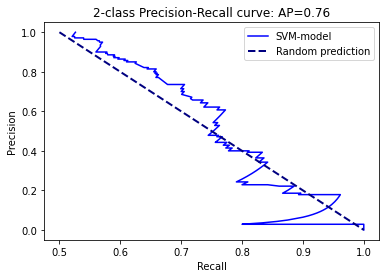 2-class Precision-Recall curve: AP=0.76
SVM-model
Random prediction
Precision
1.0
0.8
0.6
0.4
0.2
0.0
0.5
0.6
0.7
0.8
0.9
1.0
Recall